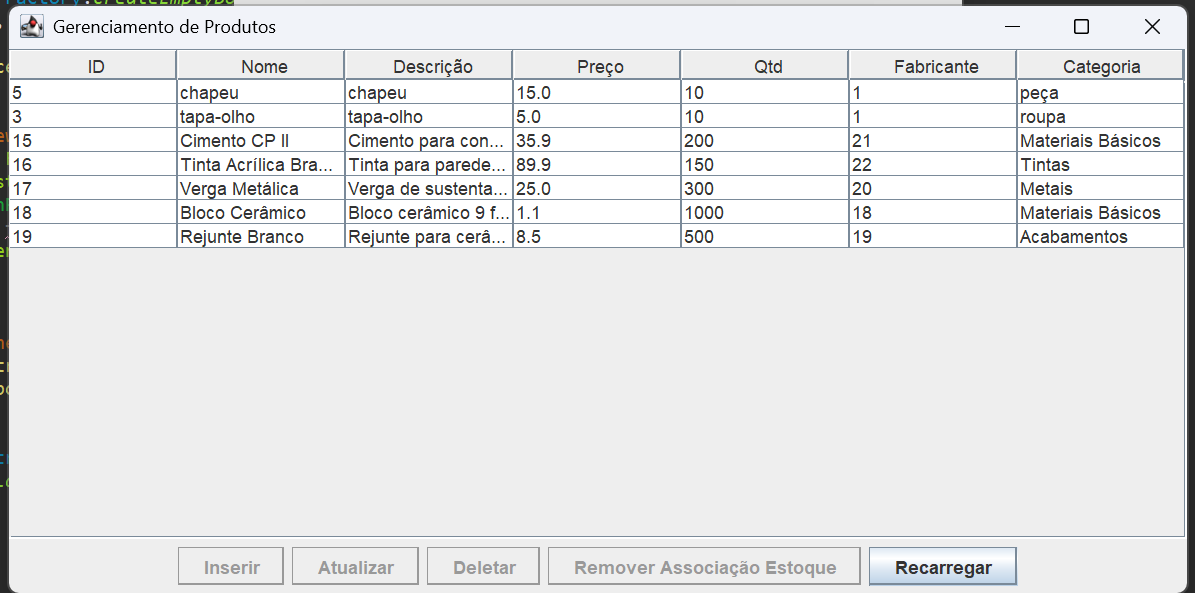 Gerenciamento de Produtos
ID Nome Descrição Preço Qtd Fabricante Categoria
5 chapeu chapeu 15.0 10 1 peça
3 tapa-olho tapa-olho 5.0 10 1 roupa
15 Cimento CP II Cimento para con... 35.9 200 21 Materiais Básicos
16 Tinta Acrílica Bra... Tinta para parede... 89.9 150 22 Tintas
17 Verga Metálica Verga de sustenta... 25.0 300 20 Metais
18 Bloco Cerâmico Bloco cerâmico 9 f... 1.1 1000 18 Materiais Básicos
19 Rejunte Branco Rejunte para cerâ... 8.5 500 19 Acabamentos
Inserir Atualizar Deletar Remover Associação Estoque Recarregar